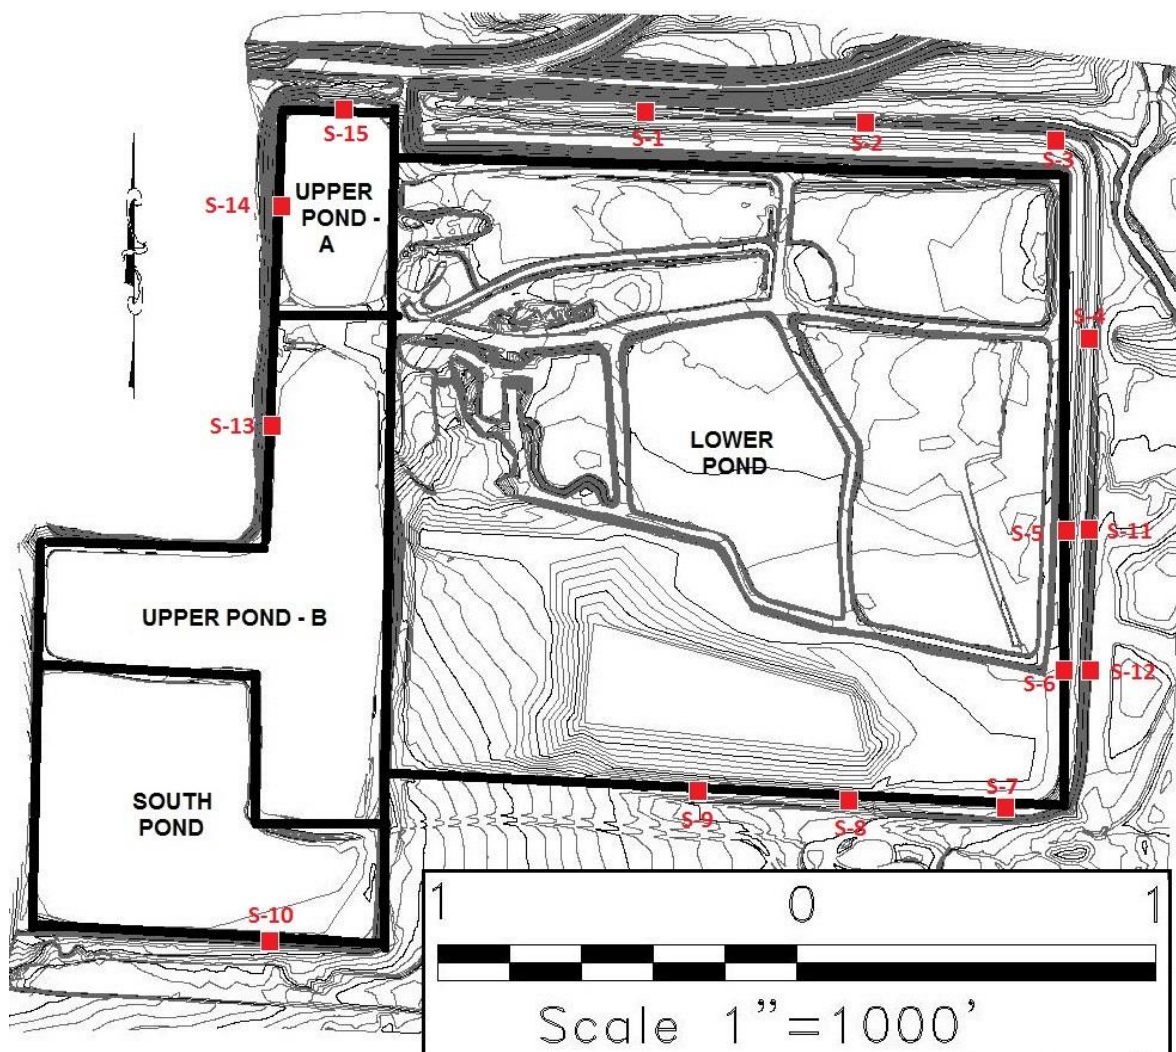 S-15
S-1
S-2
S-3
S-14
UPPER
POND -
A
S-4
S-13
LOWER
POND
S-5
S-11
UPPER POND - B
S-6
S-12
SOUTH
POND
S-9
S-8
S-7
S-10
1 0 1
Scale 1"=1000'